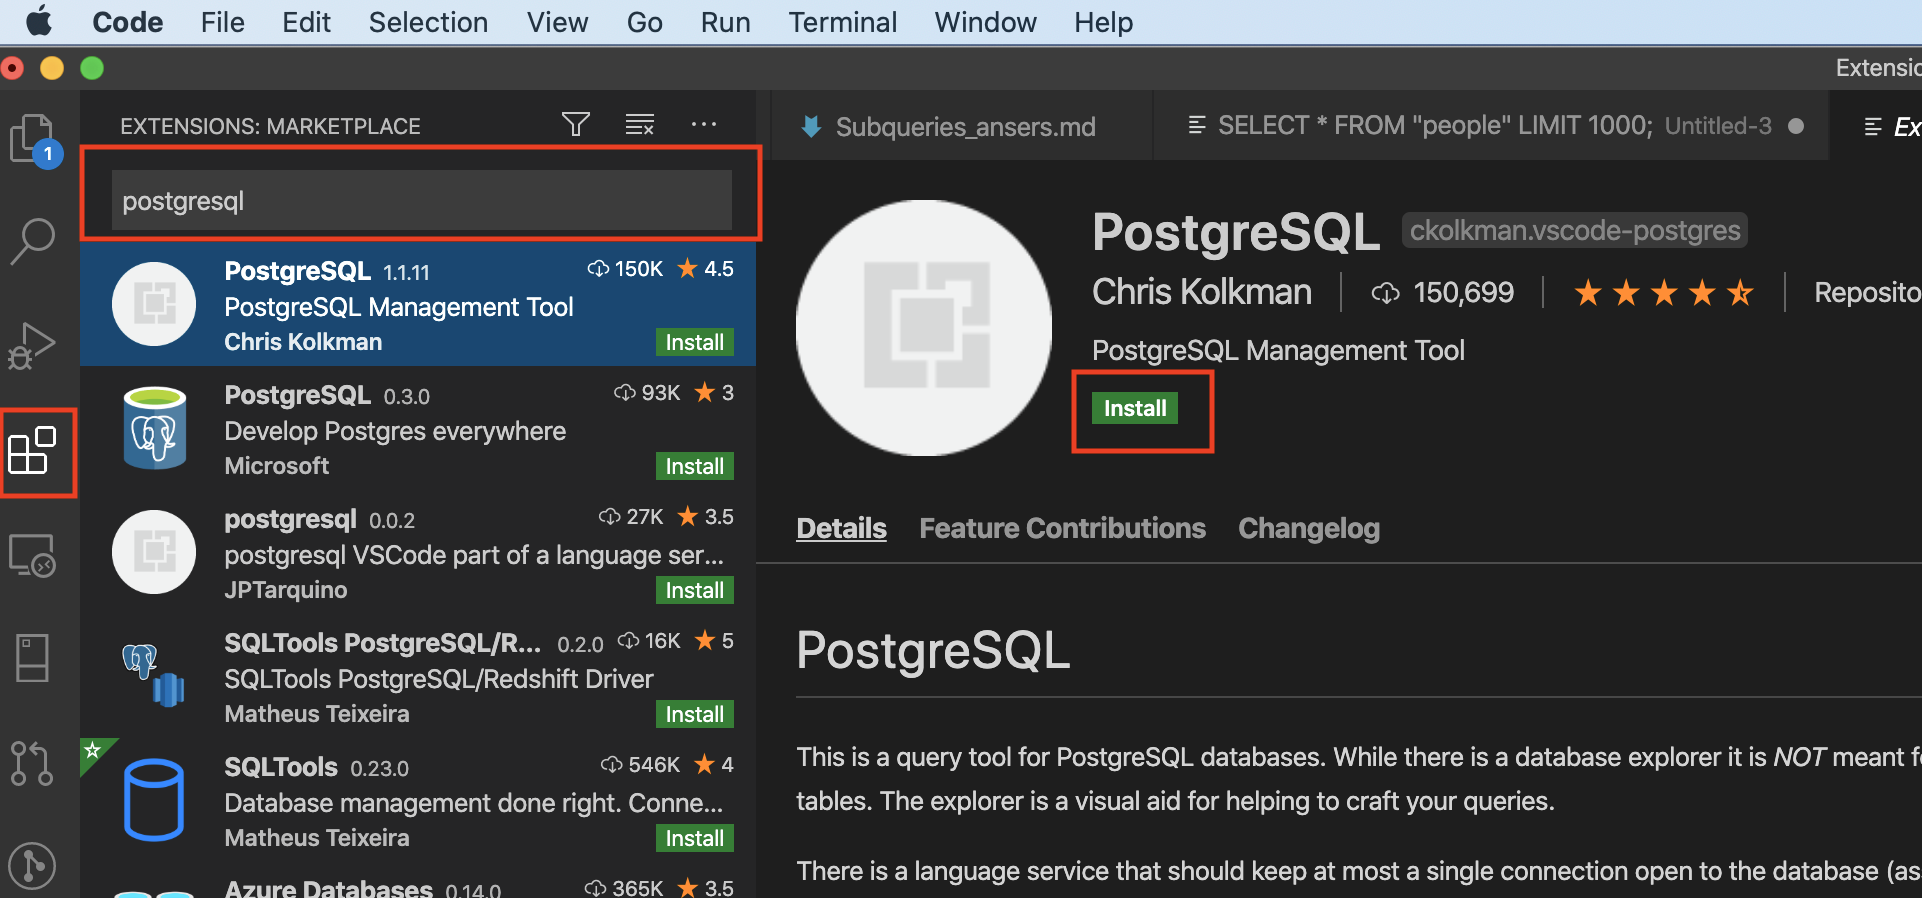 Code File Edit Selection View Go Run Terminal Window Help
Extensio
1
EXTENSIONS: MARKETPLACE
Subqueries_ansers.md
SELECT * FROM "people" LIMIT 1000; Untitled-3
Ex
postgresql
PostgreSQL 1.1.11 150K 4.5
PostgreSQL Management Tool
Chris Kolkman Install
PostgreSQL 0.3.0 93K 3
Develop Postgres everywhere
Microsoft Install
postgresql 0.0.2 27K 3.5
postgresql VSCode part of a language ser...
JPTarquino Install
SQLTools PostgreSQL/R... 0.2.0 16K 5
SQLTools PostgreSQL/Redshift Driver
Matheus Teixeira Install
SQLTools 0.23.0 546K 4
Database management done right. Conne...
Matheus Teixeira Install
Azure Databases 0.14.0 365K 3.5
PostgreSQL ckolkman.vscode-postgres
Chris Kolkman 150,699 Reposito
PostgreSQL Management Tool
Install
Details Feature Contributions Changelog
PostgreSQL
This is a query tool for PostgreSQL databases. While there is a database explorer it is NOT meant f
tables. The explorer is a visual aid for helping to craft your queries.
There is a language service that should keep at most a single connection open to the database (as